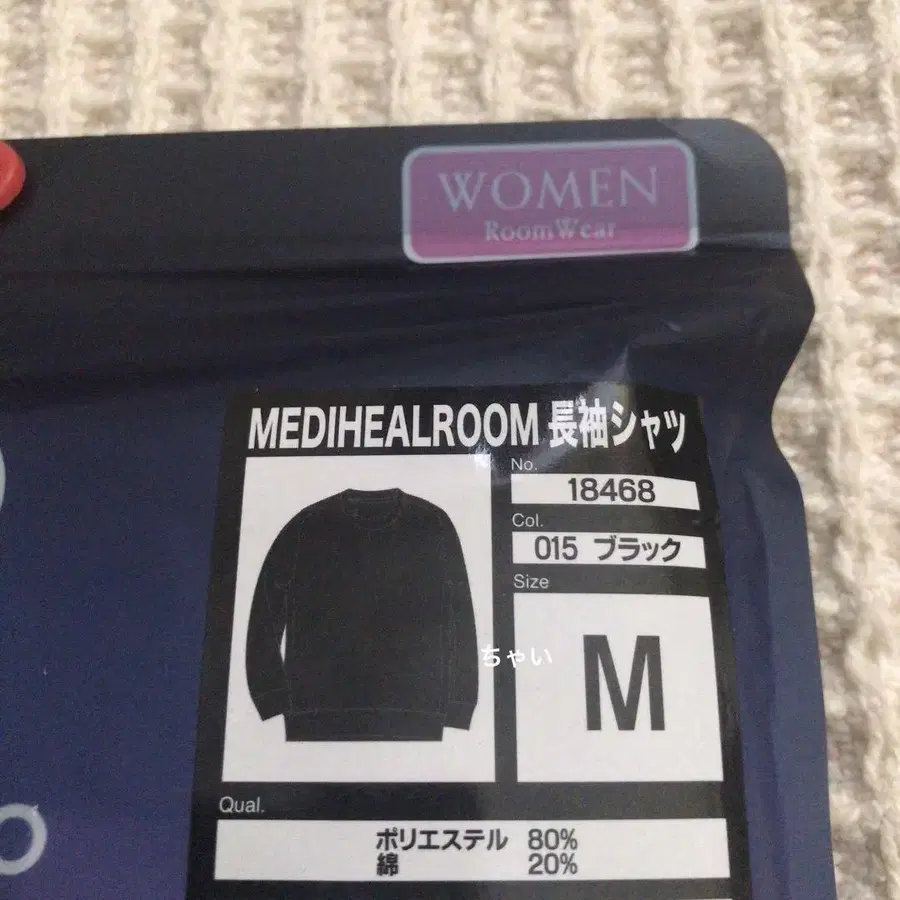 WOMEN
RoomWear
MEDIHEALROOM 長袖シャツ
No.
18468
Col.
015 ブラック
Size
M
ちゃい
Qual.
ポリエステル 80%
綿 20%